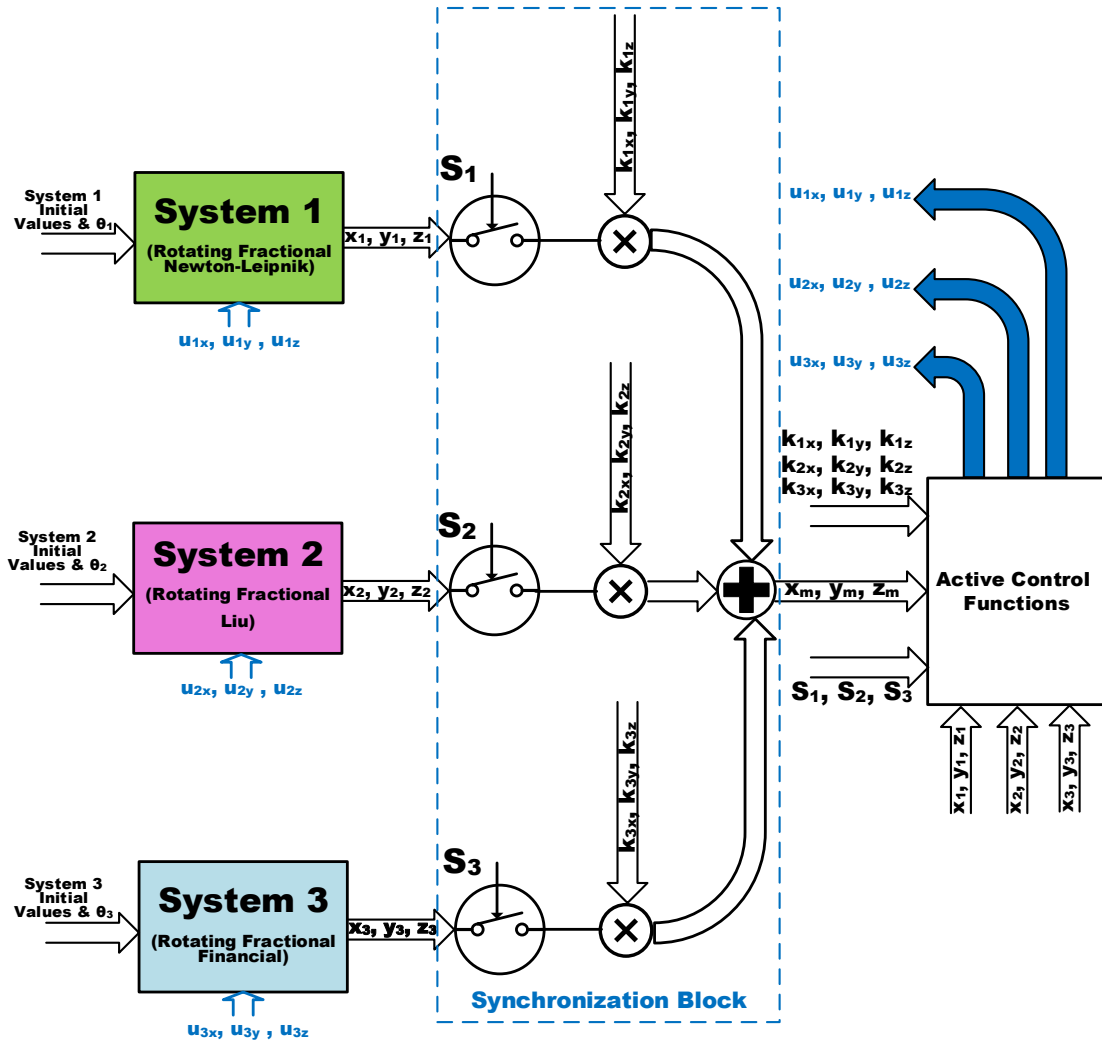 System 1
Initial
Values & θ₁)
System 1
(Rotating Fractional
Newton-Leipnik)
x₁, y₁, z₁
u₁ₓ, u₁ᵧ , u₁z
S₁
k₁ₓ, k₁ᵧ, k₁z
u₁ₓ, u₁ᵧ , u₁z
u₂ₓ, u₂ᵧ , u₂z
u₃ₓ, u₃ᵧ , u₃z
System 2
Initial
Values & θ₂)
System 2
(Rotating Fractional
Liu)
x₂, y₂, z₂
u₂ₓ, u₂ᵧ , u₂z
S₂
k₂ₓ, k₂ᵧ, k₂z
k₁ₓ, k₁ᵧ, k₁z
k₂ₓ, k₂ᵧ, k₂z
k₃ₓ, k₃ᵧ, k₃z
xₘ, yₘ, zₘ
S₁, S₂, S₃
Active Control
Functions
x₁, y₁, z₁
x₂, y₂, z₂
x₃, y₃, z₃
System 3
Initial
Values & θ₃)
System 3
(Rotating Fractional
Financial)
x₃, y₃, z₃
u₃ₓ, u₃ᵧ , u₃z
S₃
k₃ₓ, k₃ᵧ, k₃z
Synchronization Block